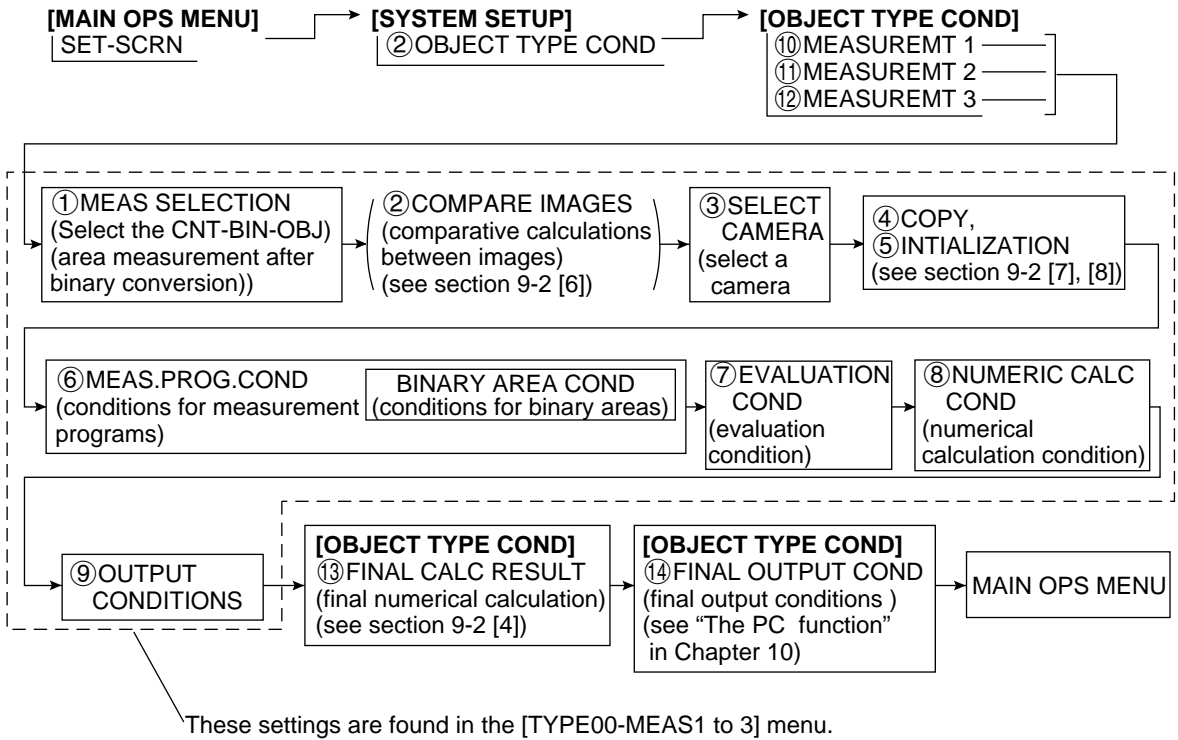 [MAIN OPS MENU]
SET-SCRN
[SYSTEM SETUP]
②OBJECT TYPE COND
[OBJECT TYPE COND]
⑩MEASUREMT 1
⑪MEASUREMT 2
⑫MEASUREMT 3
①MEAS SELECTION
(Select the CNT-BIN-OBJ)
(area measurement after
binary conversion))
②COMPARE IMAGES
(comparative calculations
between images)
(see section 9-2 [6])
③SELECT
CAMERA
(select a
camera
④COPY,
⑤INTIALIZATION
(see section 9-2 [7], [8])
⑥MEAS.PROG.COND
(conditions for measurement
programs)
BINARY AREA COND
(conditions for binary areas)
⑦EVALUATION
COND
(evaluation
condition)
⑧NUMERIC CALC
COND
(numerical
calculation condition)
⑨OUTPUT
CONDITIONS
[OBJECT TYPE COND]
⑬FINAL CALC RESULT
(final numerical calculation)
(see section 9-2 [4])
[OBJECT TYPE COND]
⑭FINAL OUTPUT COND
(final output conditions )
(see “The PC function”
in Chapter 10)
MAIN OPS MENU
These settings are found in the [TYPE00-MEAS1 to 3] menu.